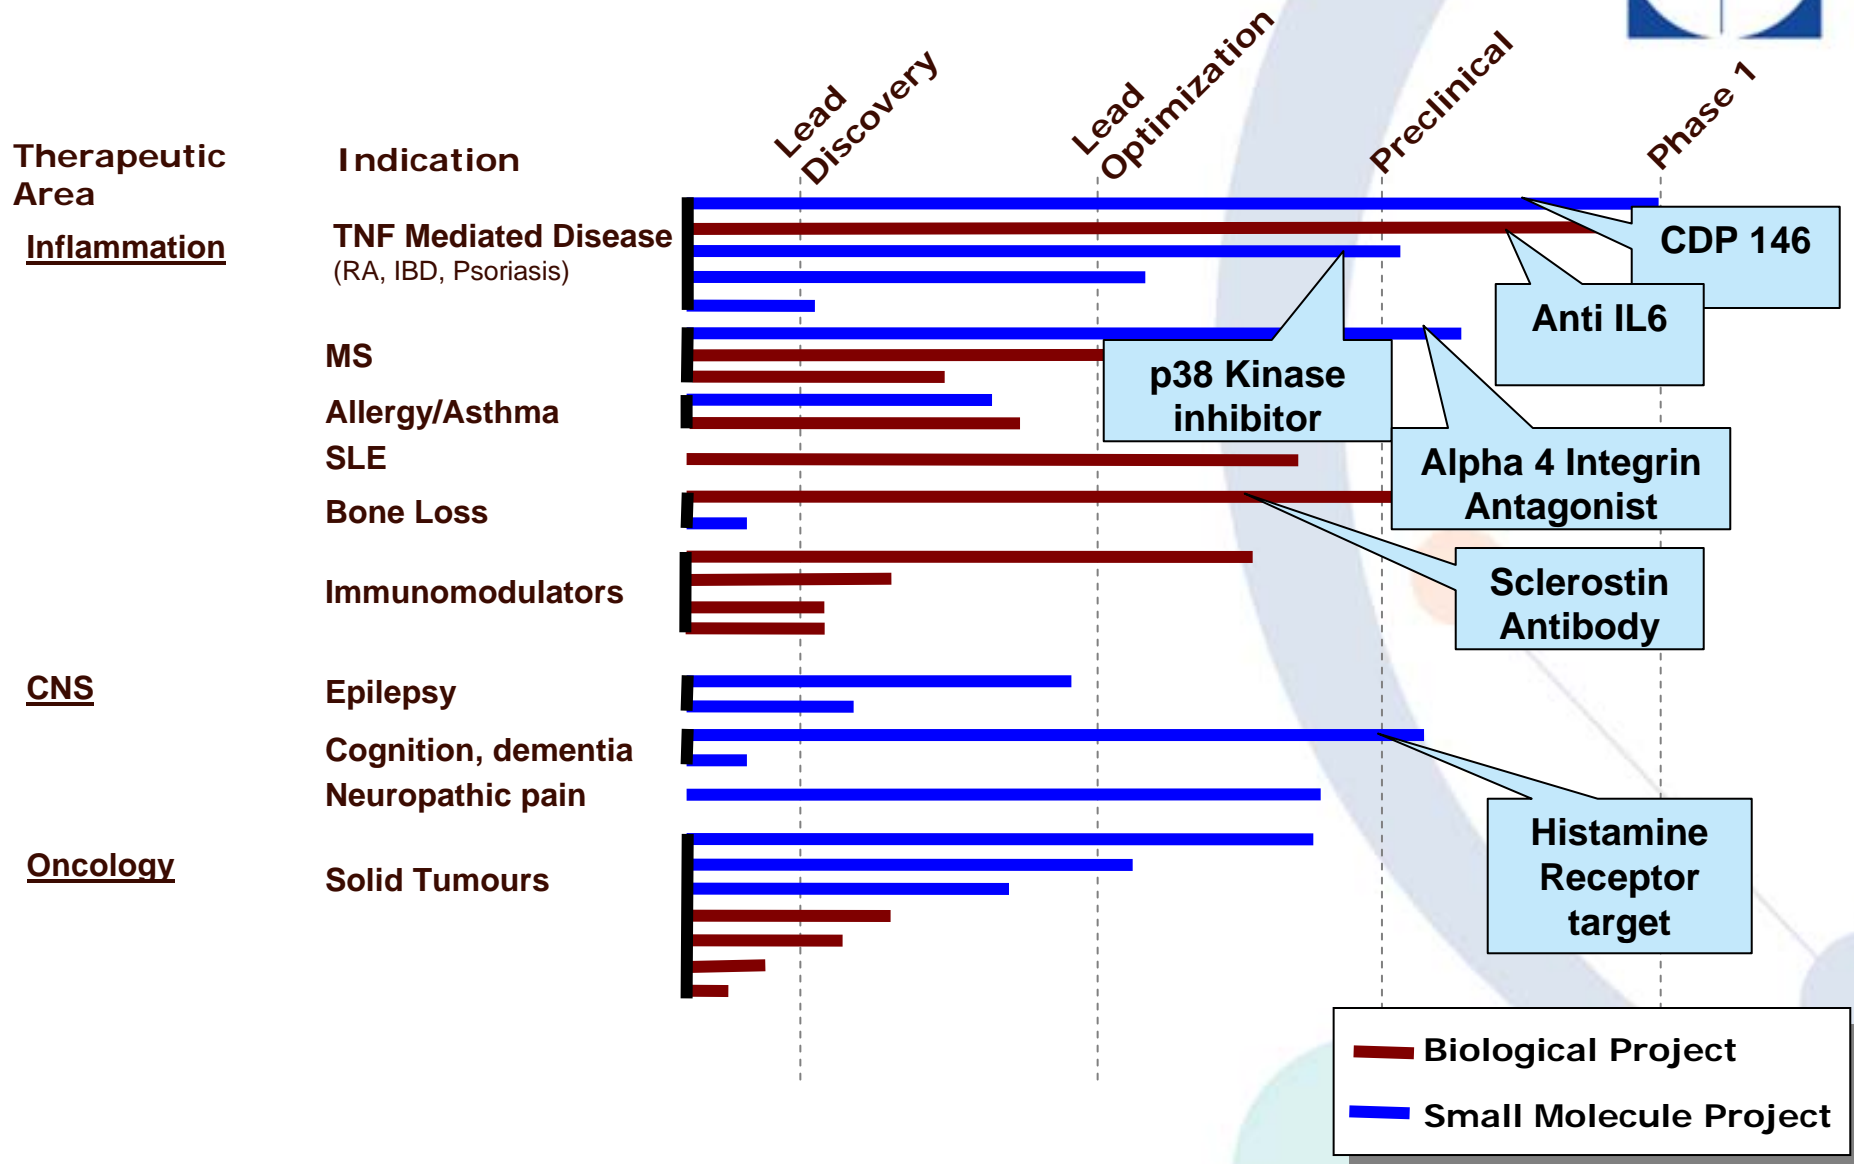 Lead
Discovery
Lead
Optimization
Preclinical
Phase 1
Therapeutic
Area
Indication
Inflammation
TNF Mediated Disease
(RA, IBD, Psoriasis)
CDP 146
Anti IL6
MS
p38 Kinase
inhibitor
Allergy/Asthma
SLE
Alpha 4 Integrin
Antagonist
Bone Loss
Immunomodulators
Sclerostin
Antibody
CNS
Epilepsy
Cognition, dementia
Neuropathic pain
Histamine
Receptor
target
Oncology
Solid Tumours
Biological Project
Small Molecule Project